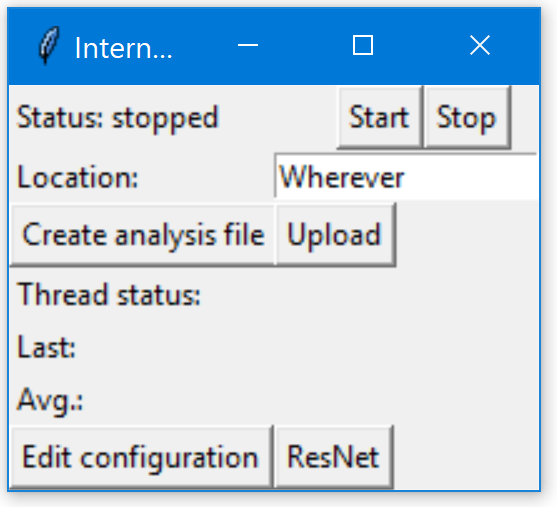 Intern...
Status: stopped Start Stop
Location: Wherever
Create analysis file Upload
Thread status:
Last:
Avg.:
Edit configuration ResNet